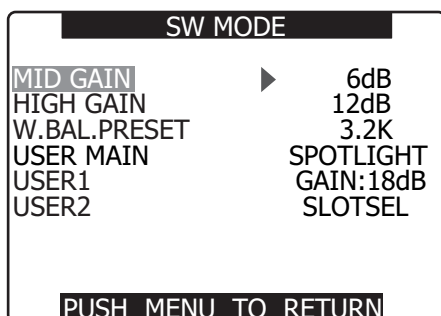 SW MODE
MID GAIN 6dB
HIGH GAIN 12dB
W.BAL.PRESET 3.2K
USER MAIN SPOTLIGHT
USER1 GAIN:18dB
USER2 SLOTSEL
PUSH MENU TO RETURN